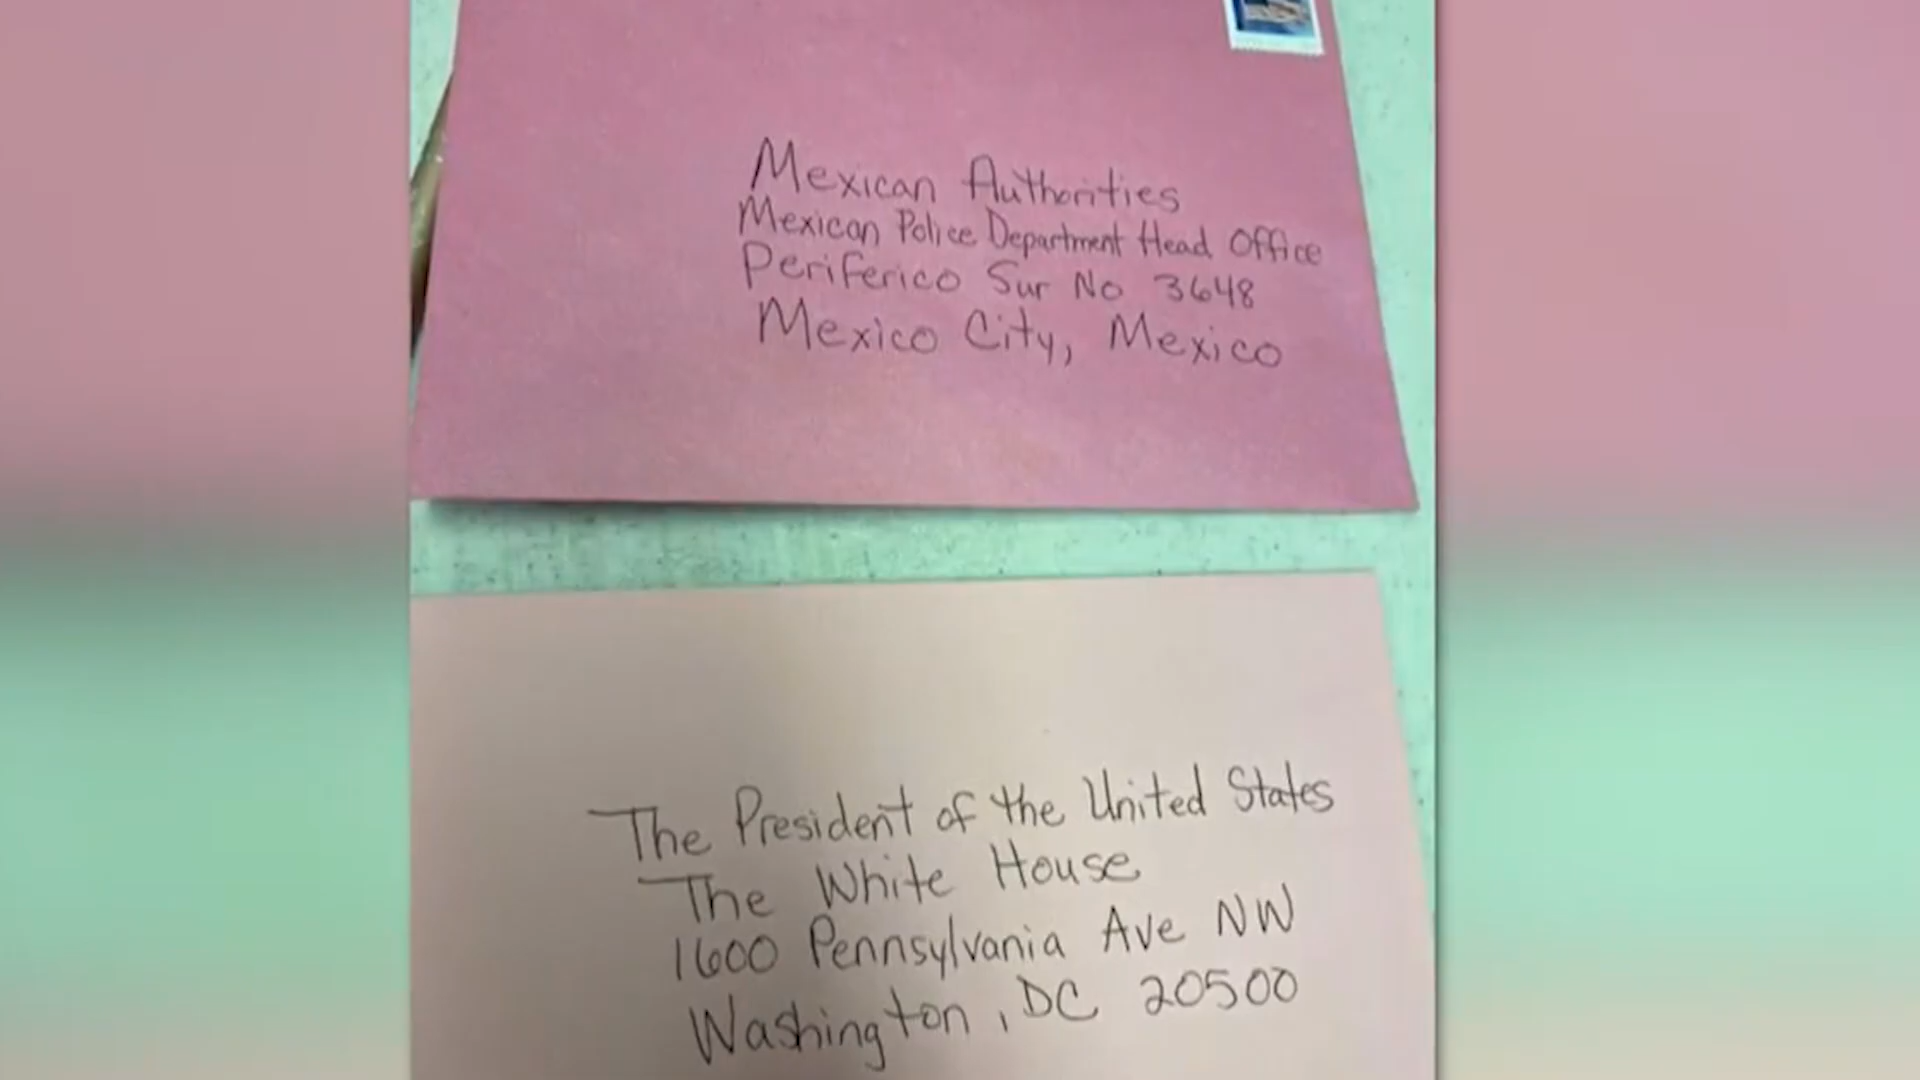 Mexican Authorities
Mexican Police Department Head Office
Periferico Sur No 3648
Mexico City, Mexico
The President of the United States
The White House
1600 Pennsylvania Ave NW
Washington, DC 20500